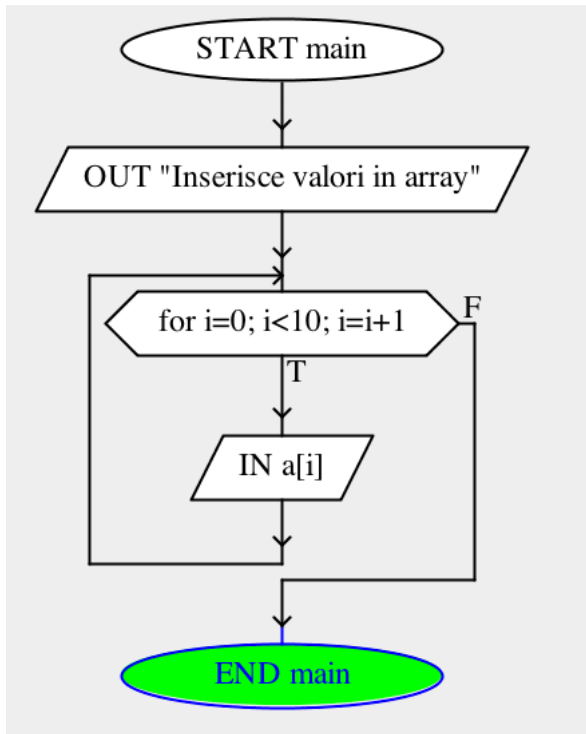 START main
OUT "Inserisce valori in array"
for i=0; i<10; i=i+1
F
T
IN a[i]
END main